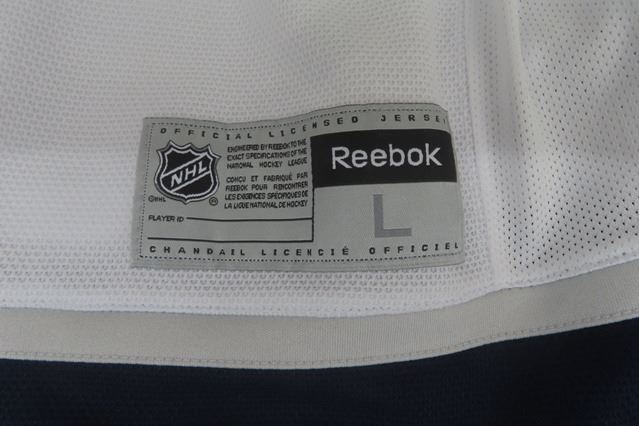 OFFICIAL LICENSED JERSEY
NHL
©NHL
®
ENGINEERED BY REEBOK TO THE
EXACT SPECIFICATIONS OF THE
NATIONAL HOCKEY LEAGUE
CONÇU ET FABRIQUÉ PAR
REEBOK POUR RENCONTRER
LES EXIGENCES SPÉCIFIQUES DE
LA LIGUE NATIONAL DE HOCKEY
PLAYER ID
Reebok
L
CHANDAIL LICENCIÉ OFFICIEL